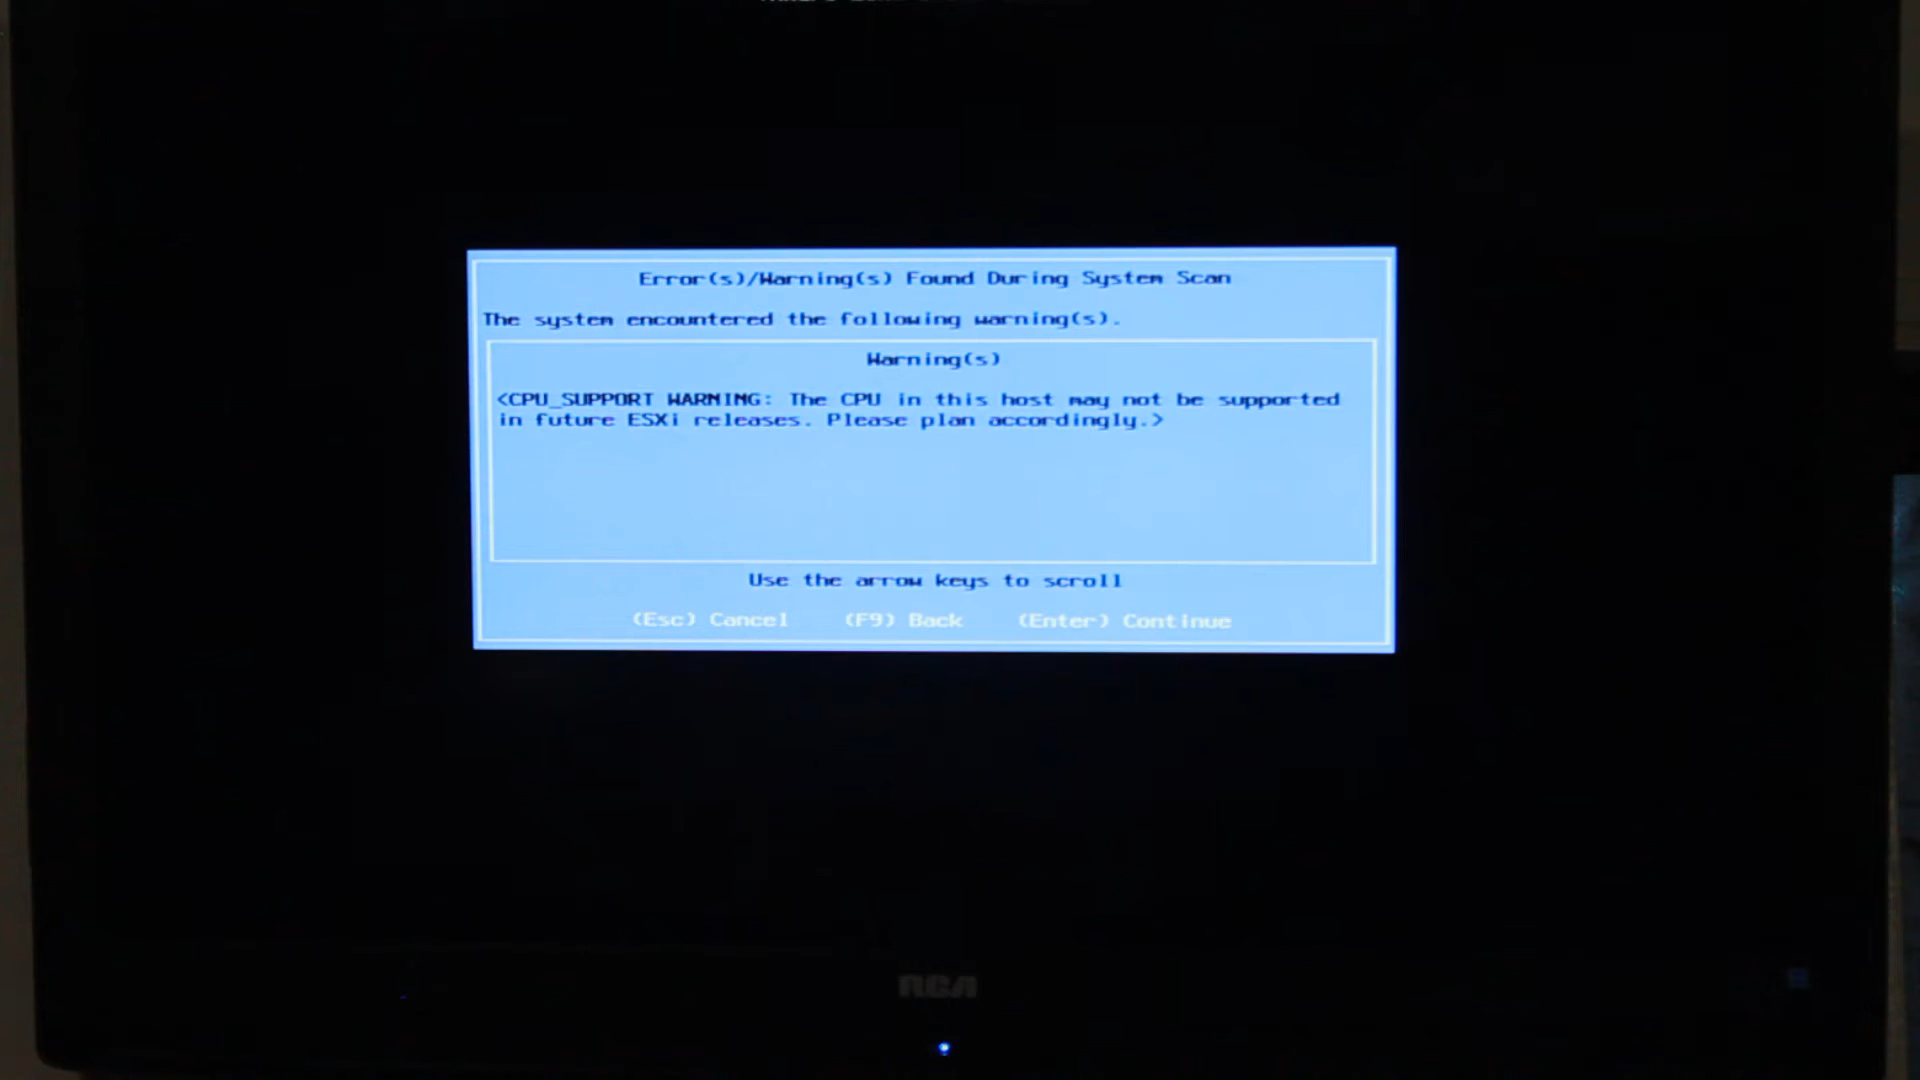 Error(s)/Warning(s) Found During System Scan
The system encountered the following warning(s).
Warning(s)
<CPU_SUPPORT WARNING: The CPU in this host may not be supported
in future ESXi releases. Please plan accordingly.>
Use the arrow keys to scroll
(Esc) Cancel (F9) Back (Enter) Continue
RCA